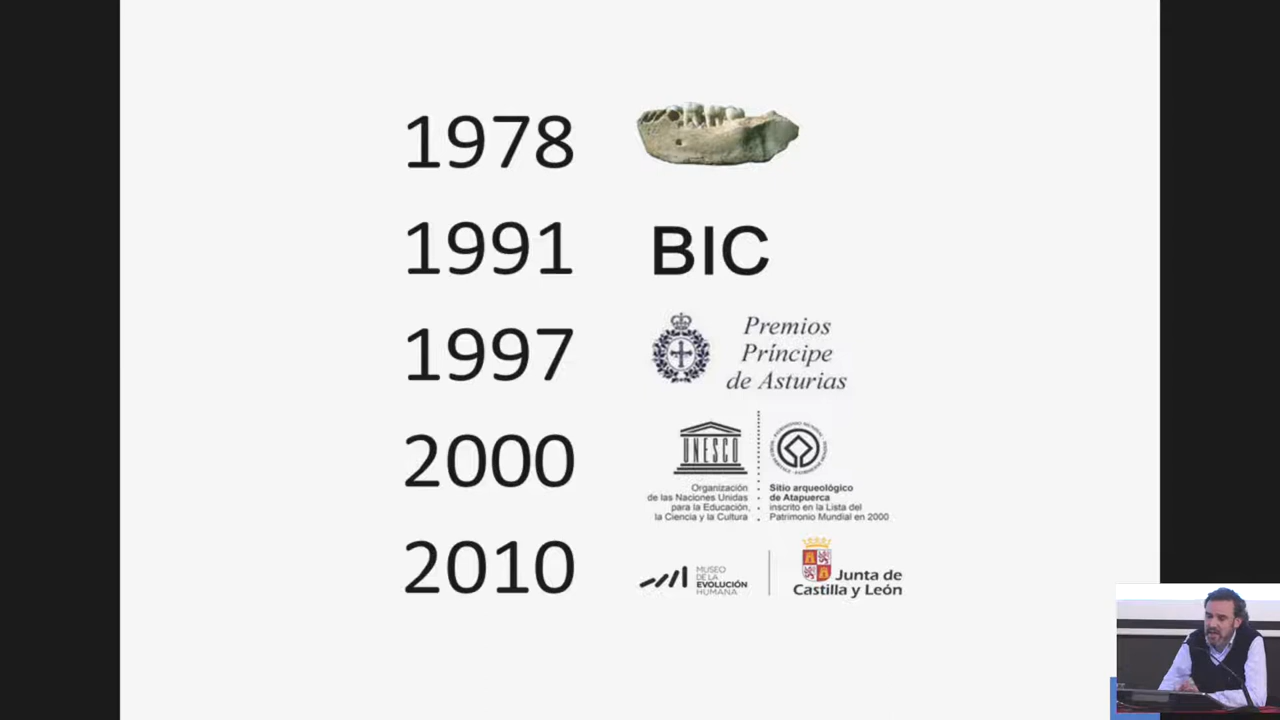 1978
1991
BIC
1997
Premios
Príncipe
de Asturias
2000
UNESCO
Organización
de las Naciones Unidas
para la Educación,
la Ciencia y la Cultura
Sitio arqueológico
de Atapuerca
inscrito en la Lista del
Patrimonio Mundial en 2000
2010
MUSEO
DE LA
EVOLUCIÓN
HUMANA
Junta de
Castilla y León